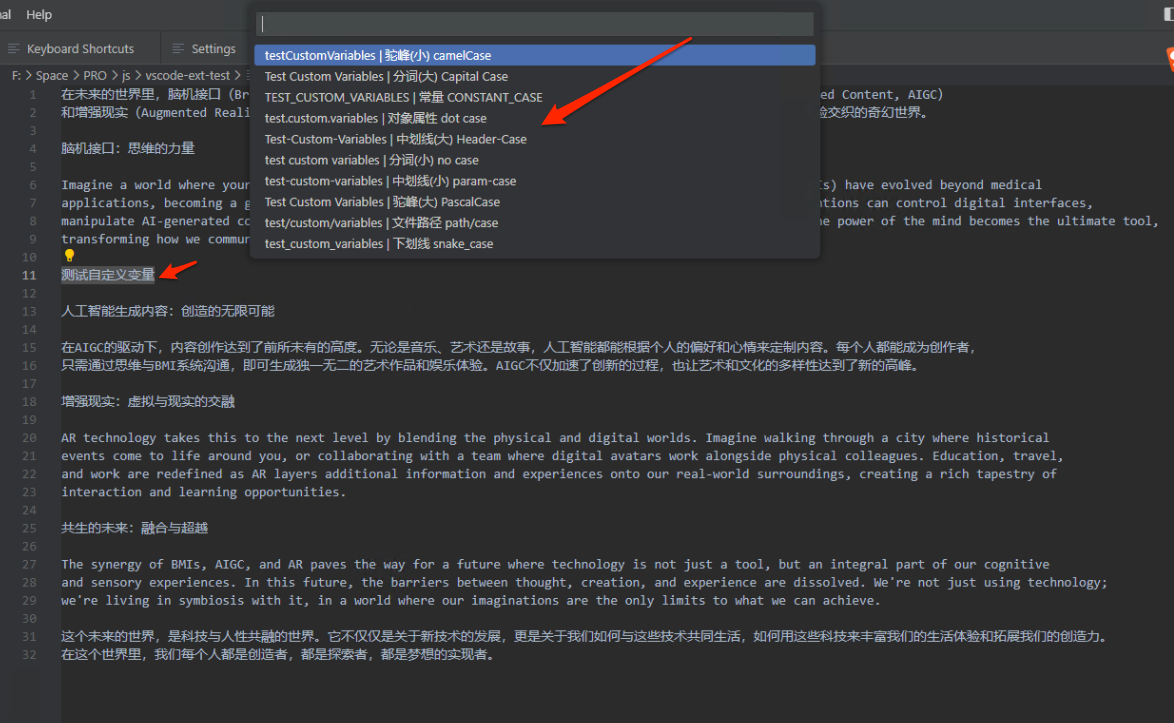 Help
Keyboard Shortcuts
Settings
F: > Space > PRO > js > vscode-ext-test >
testCustomVariables | 驼峰(小) camelCase
Test Custom Variables | 分词(大) Capital Case
TEST_CUSTOM_VARIABLES | 常量 CONSTANT_CASE
test.custom.variables | 对象属性 dot case
Test-Custom-Variables | 中划线(大) Header-Case
test custom variables | 分词(小) no case
test-custom-variables | 中划线(小) param-case
Test Custom Variables | 驼峰(大) PascalCase
test/custom/variables | 文件路径 path/case
test_custom_variables | 下划线 snake_case
1 在未来的世界里，脑机接口（Br ed Content, AIGC)
2 和增强现实（Augmented Reali 交织的奇幻世界。
3
4 脑机接口：思维的力量
5
6 Imagine a world where your s) have evolved beyond medical
7 applications, becoming a ntions can control digital interfaces,
8 manipulate AI-generated co e power of the mind becomes the ultimate tool,
9 transforming how we commun
10
11 测试自定义变量
12
13 人工智能生成内容：创造的无限可能
14
15 在AIGC的驱动下，内容创作达到了前所未有的高度。无论是音乐、艺术还是故事，人工智能都能根据个人的偏好和心情来定制内容。每个人都能成为创作者，
16 只需通过思维与BMI系统沟通，即可生成独一无二的艺术作品和娱乐体验。AIGC不仅加速了创新的过程，也让艺术和文化的多样性达到了新的高峰。
17
18 增强现实：虚拟与现实的交融
19
20 AR technology takes this to the next level by blending the physical and digital worlds. Imagine walking through a city where historical
21 events come to life around you, or collaborating with a team where digital avatars work alongside physical colleagues. Education, travel,
22 and work are redefined as AR layers additional information and experiences onto our real-world surroundings, creating a rich tapestry of
23 interaction and learning opportunities.
24
25 共生的未来：融合与超越
26
27 The synergy of BMIs, AIGC, and AR paves the way for a future where technology is not just a tool, but an integral part of our cognitive
28 and sensory experiences. In this future, the barriers between thought, creation, and experience are dissolved. We're not just using technology;
29 we're living in symbiosis with it, in a world where our imaginations are the only limits to what we can achieve.
30
31 这个未来的世界，是科技与人性共融的世界。它不仅仅是关于新技术的发展，更是关于我们如何与这些技术共同生活，如何用这些科技来丰富我们的生活体验和拓展我们的创造力。
32 在这个世界里，我们每个人都是创造者，都是探索者，都是梦想的实现者。